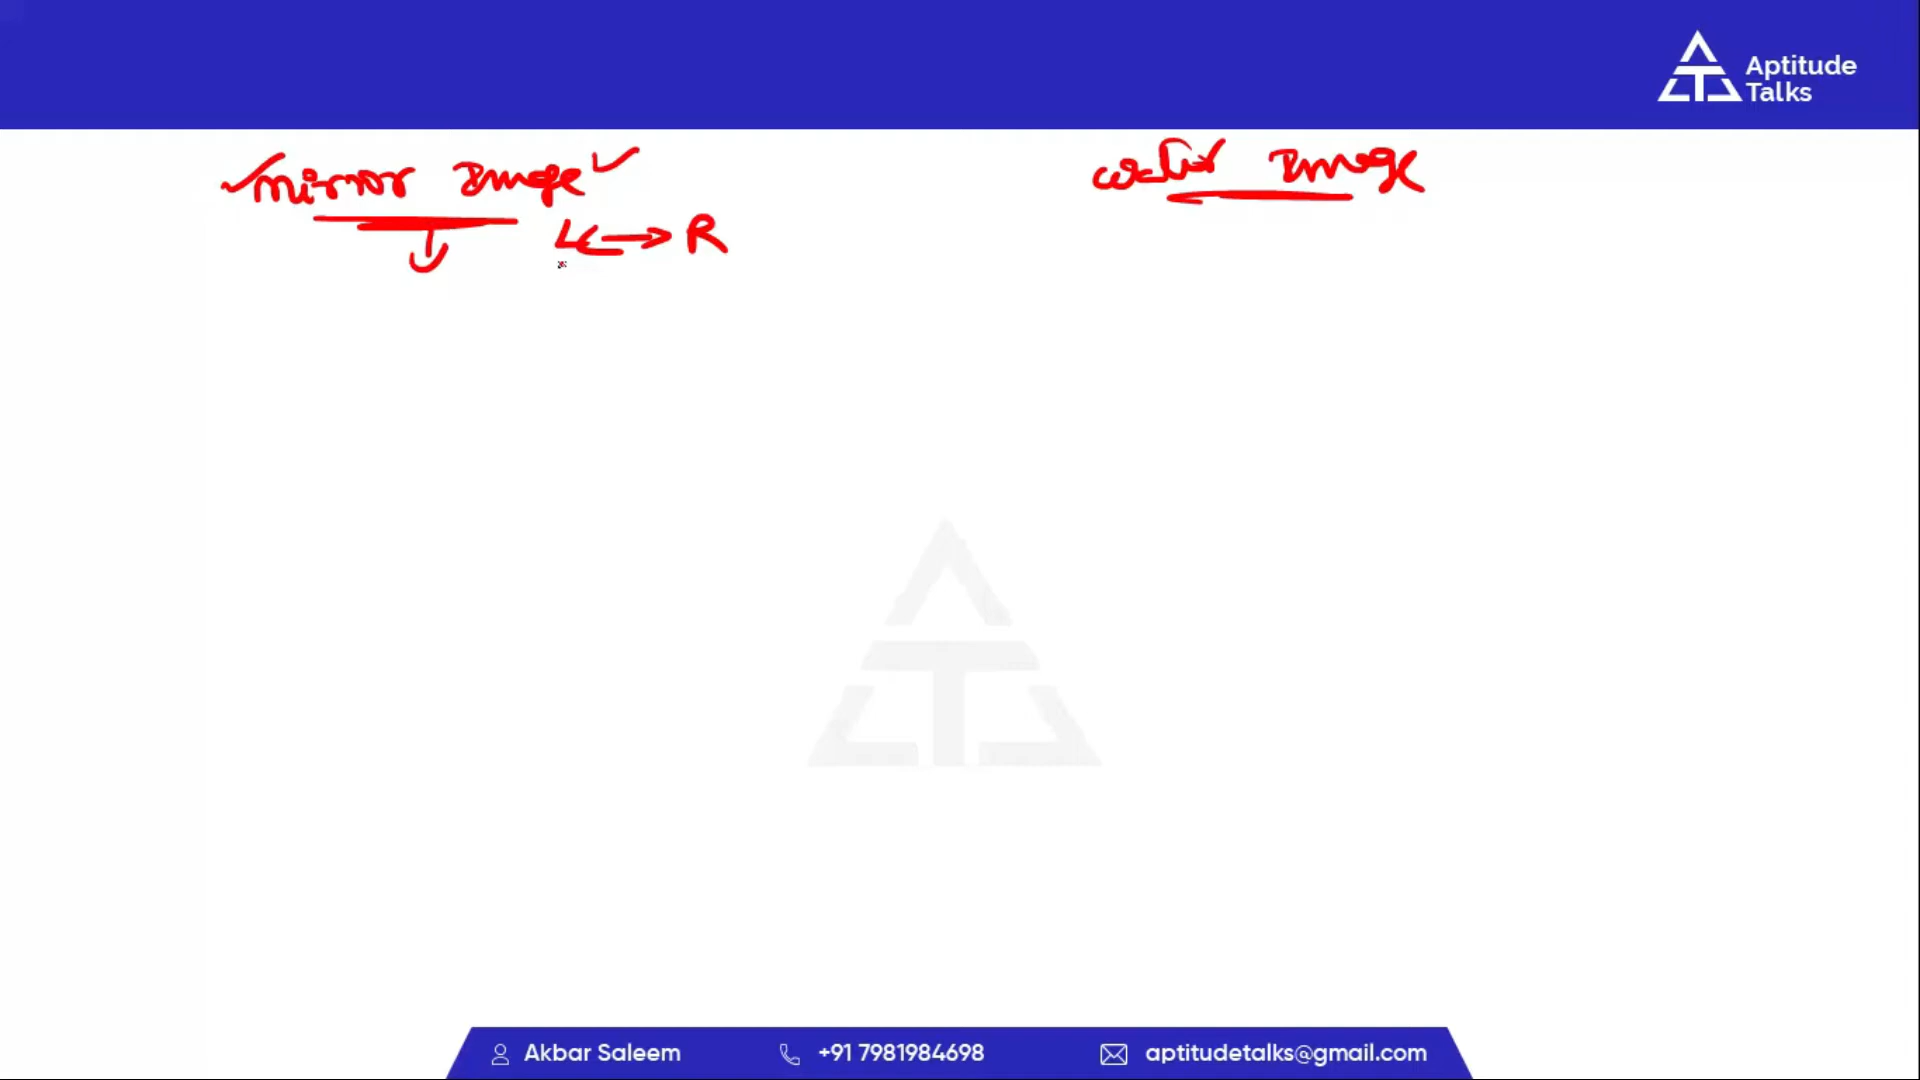 Aptitude
Talks
mirror Image
water Image
L ↔ R
Akbar Saleem
+91 7981984698
aptitudetalks@gmail.com